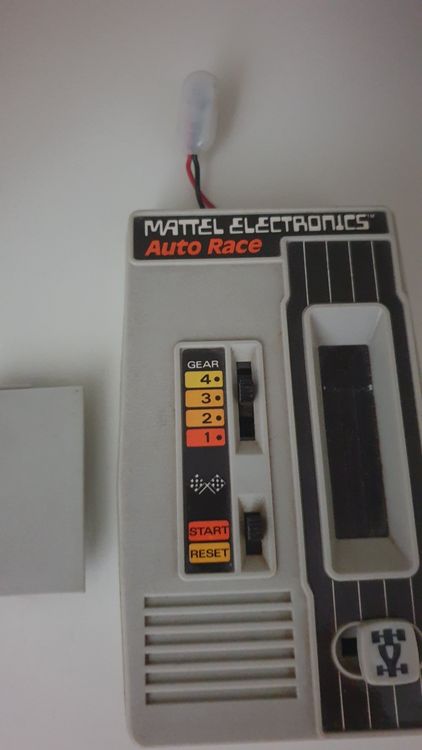 MATTEL ELECTRONICS™
Auto Race
GEAR
4
3
2
1
START
RESET